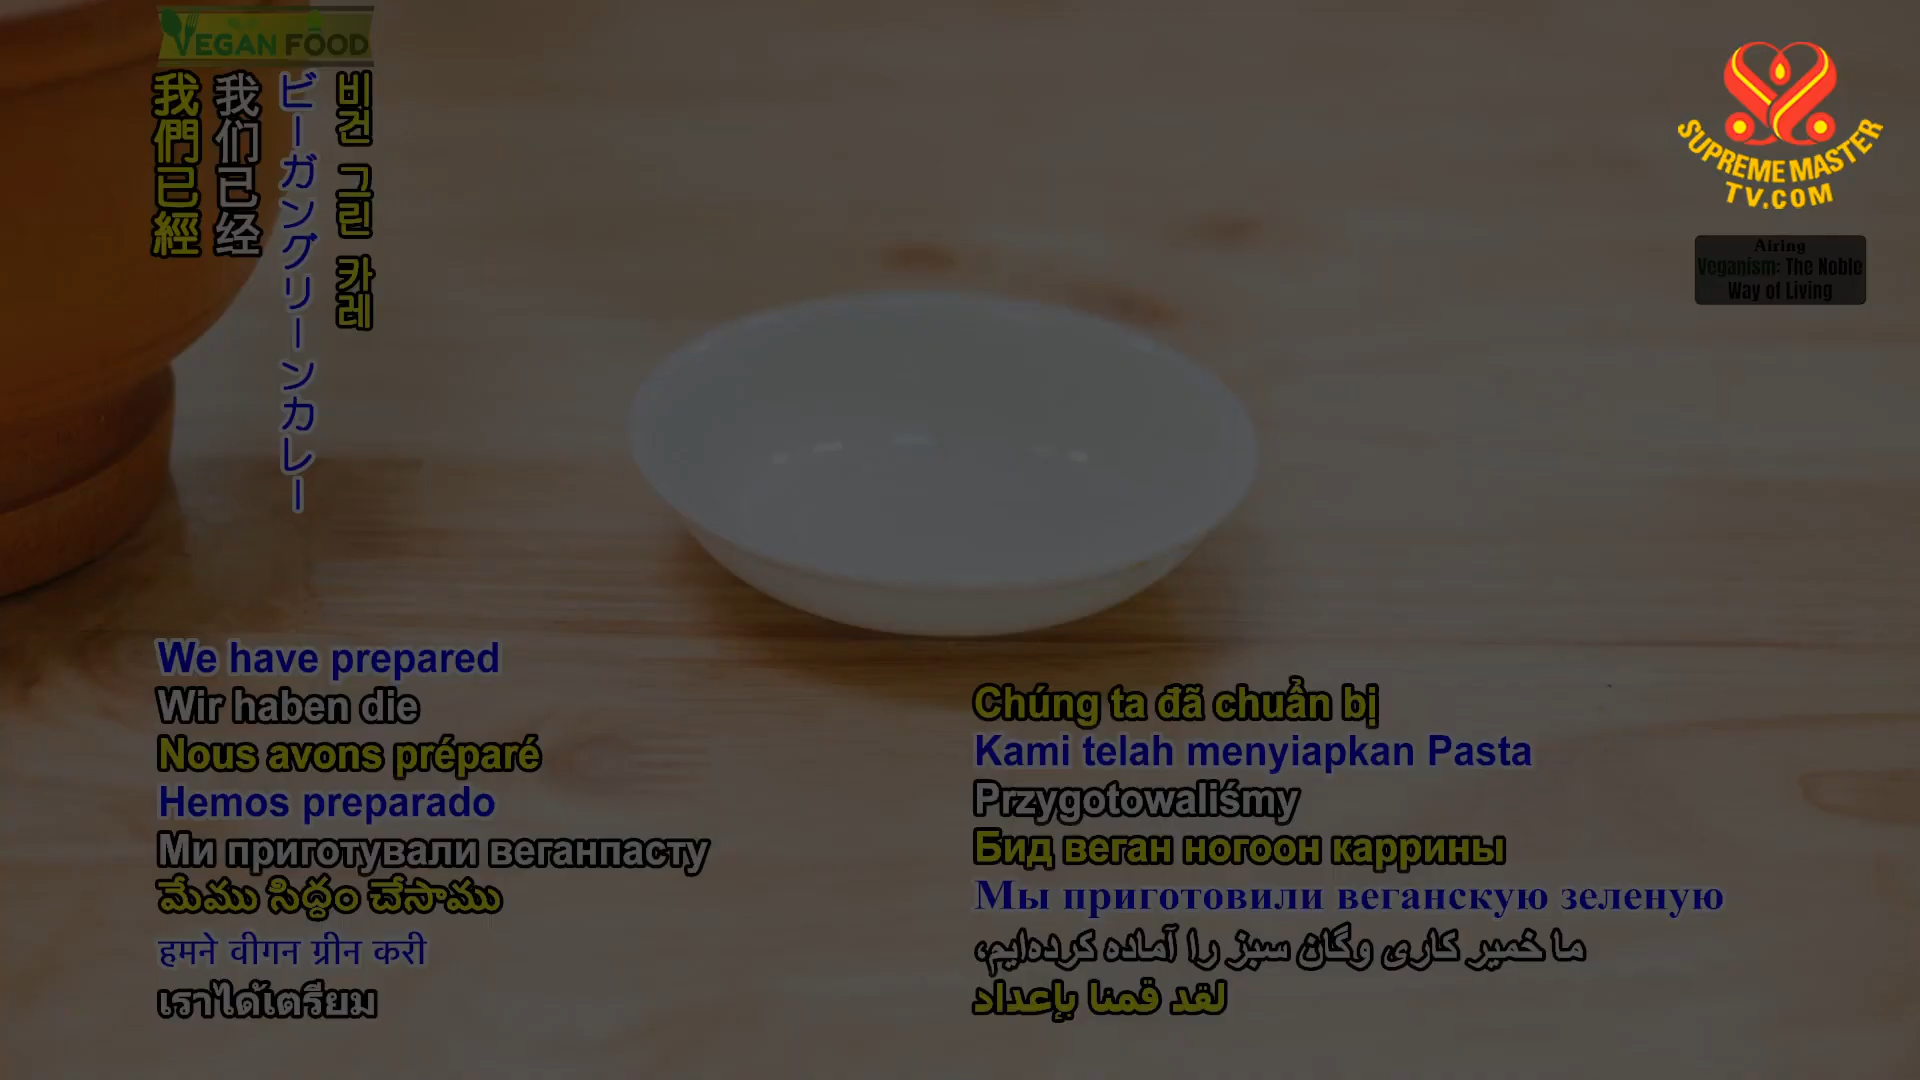 VEGAN FOOD
我們已經
我们已经
ビーガングリーンカレー
비건 그린 카레
SUPREME MASTER
TV.COM
Airing
Veganism: The Noble
Way of Living
We have prepared
Wir haben die
Nous avons préparé
Hemos preparado
Ми приготували веганпасту
మేము సిద్ధం చేసాము
हमने वीगन ग्रीन करी
เราได้เตรียม
Chúng ta đã chuẩn bị
Kami telah menyiapkan Pasta
Przygotowaliśmy
Бид веган ногоон каррины
Мы приготовили веганскую зеленую
ما خمیر کاری وگان سبز را آماده کرده‌ایم،
لقد قمنا بإعداد